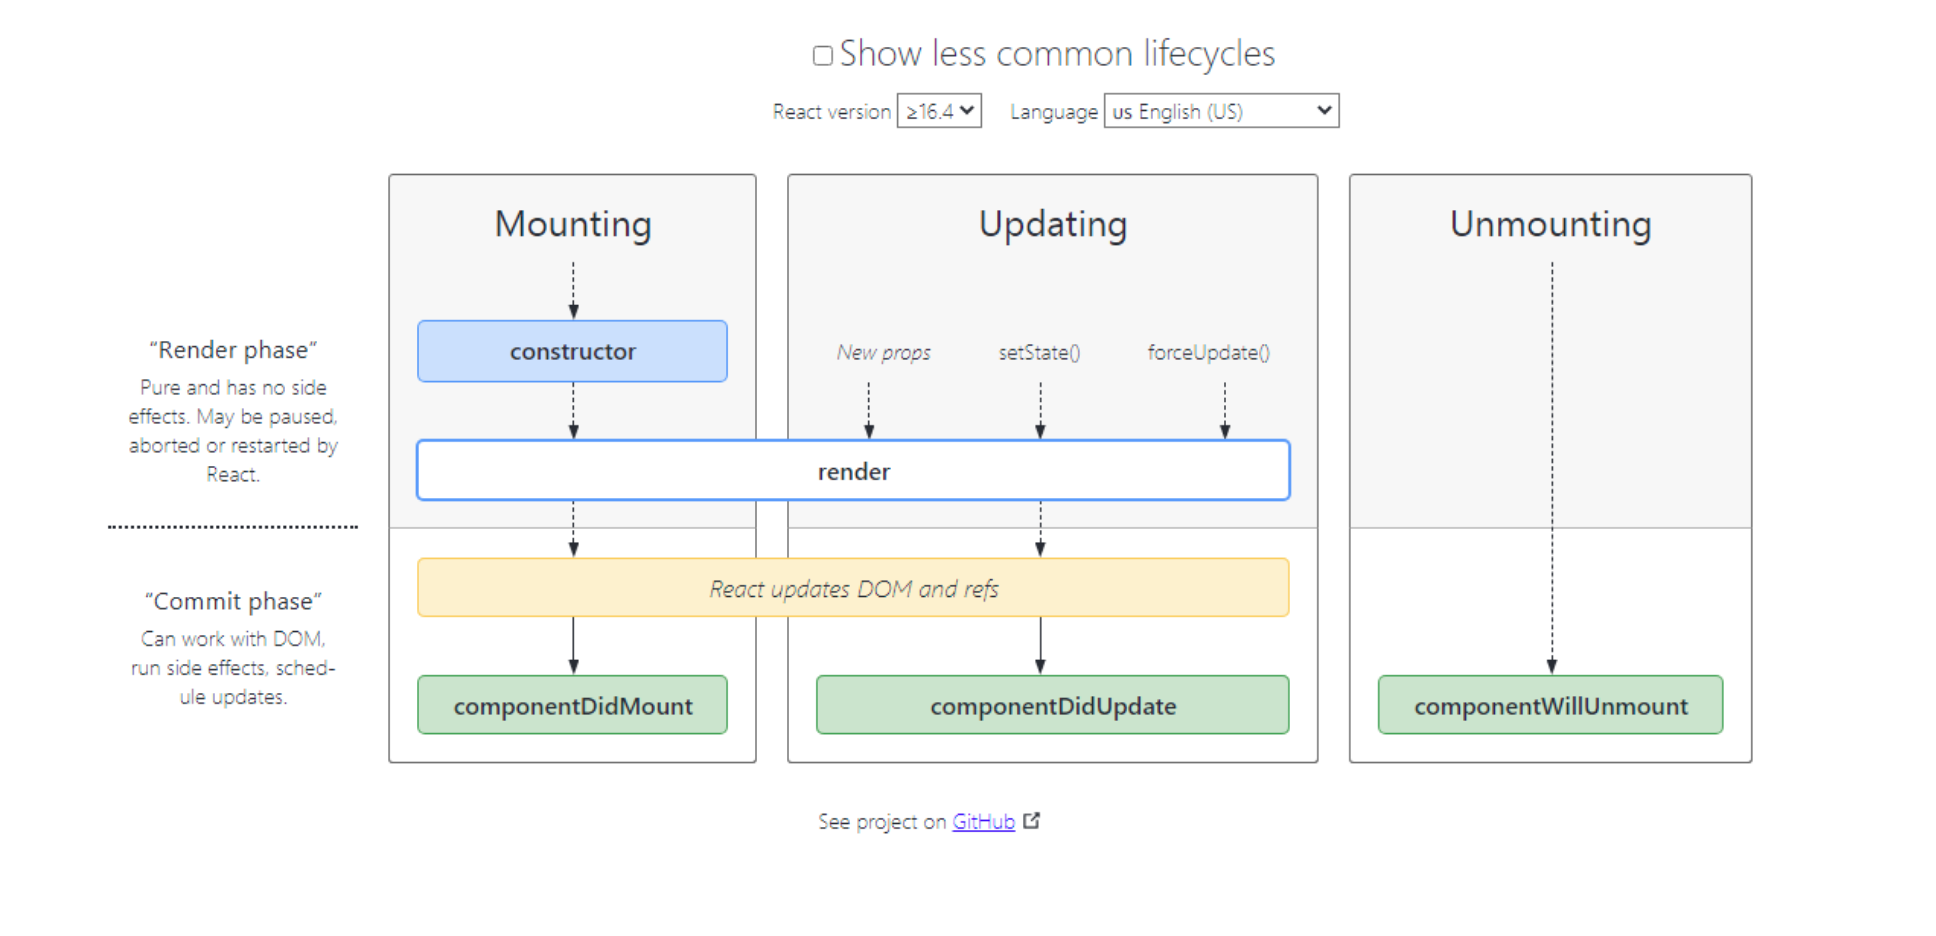 Show less common lifecycles
React version ≥16.4 Language us English (US)
Mounting
Updating
Unmounting
“Render phase”
Pure and has no side
effects. May be paused,
aborted or restarted by
React.
constructor
New props
setState()
forceUpdate()
render
“Commit phase”
Can work with DOM,
run side effects, sched-
ule updates.
React updates DOM and refs
componentDidMount
componentDidUpdate
componentWillUnmount
See project on GitHub